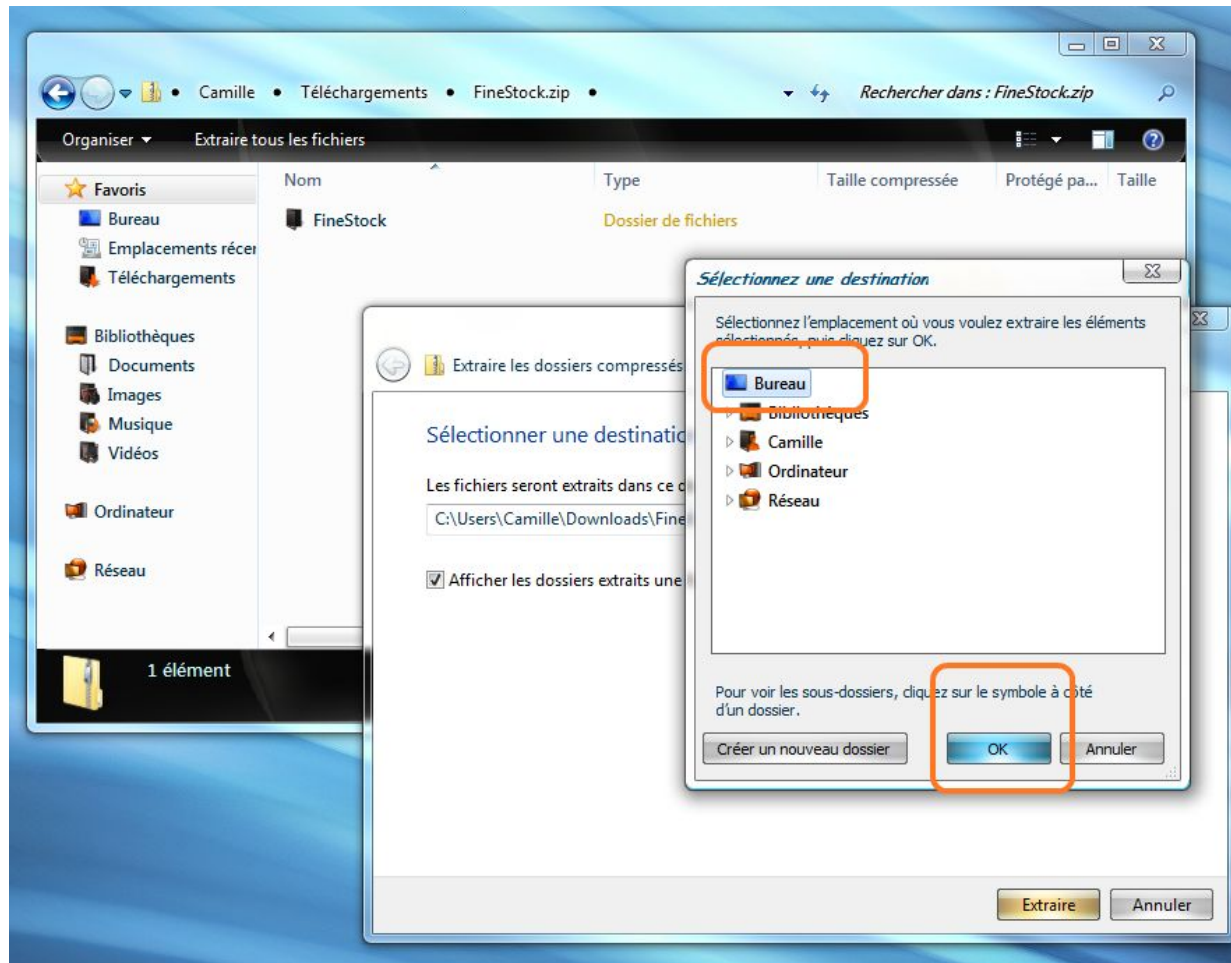 Camille • Téléchargements • FineStock.zip •
Rechercher dans : FineStock.zip
Organiser
Extraire tous les fichiers
Favoris
Bureau
Emplacements récer
Téléchargements
Bibliothèques
Documents
Images
Musique
Vidéos
Ordinateur
Réseau
Nom Type Taille compressée Protégé pa... Taille
FineStock Dossier de fichiers
1 élément
Extraire les dossiers compressés
Sélectionner une destinatio
Les fichiers seront extraits dans ce d
C:\Users\Camille\Downloads\Fine
Afficher les dossiers extraits une
Extraire Annuler
Sélectionnez une destination
Sélectionnez l'emplacement où vous voulez extraire les éléments
sélectionnés, puis cliquez sur OK.
Bureau
Bibliothèques
Camille
Ordinateur
Réseau
Pour voir les sous-dossiers, cliquez sur le symbole à côté
d'un dossier.
Créer un nouveau dossier OK Annuler